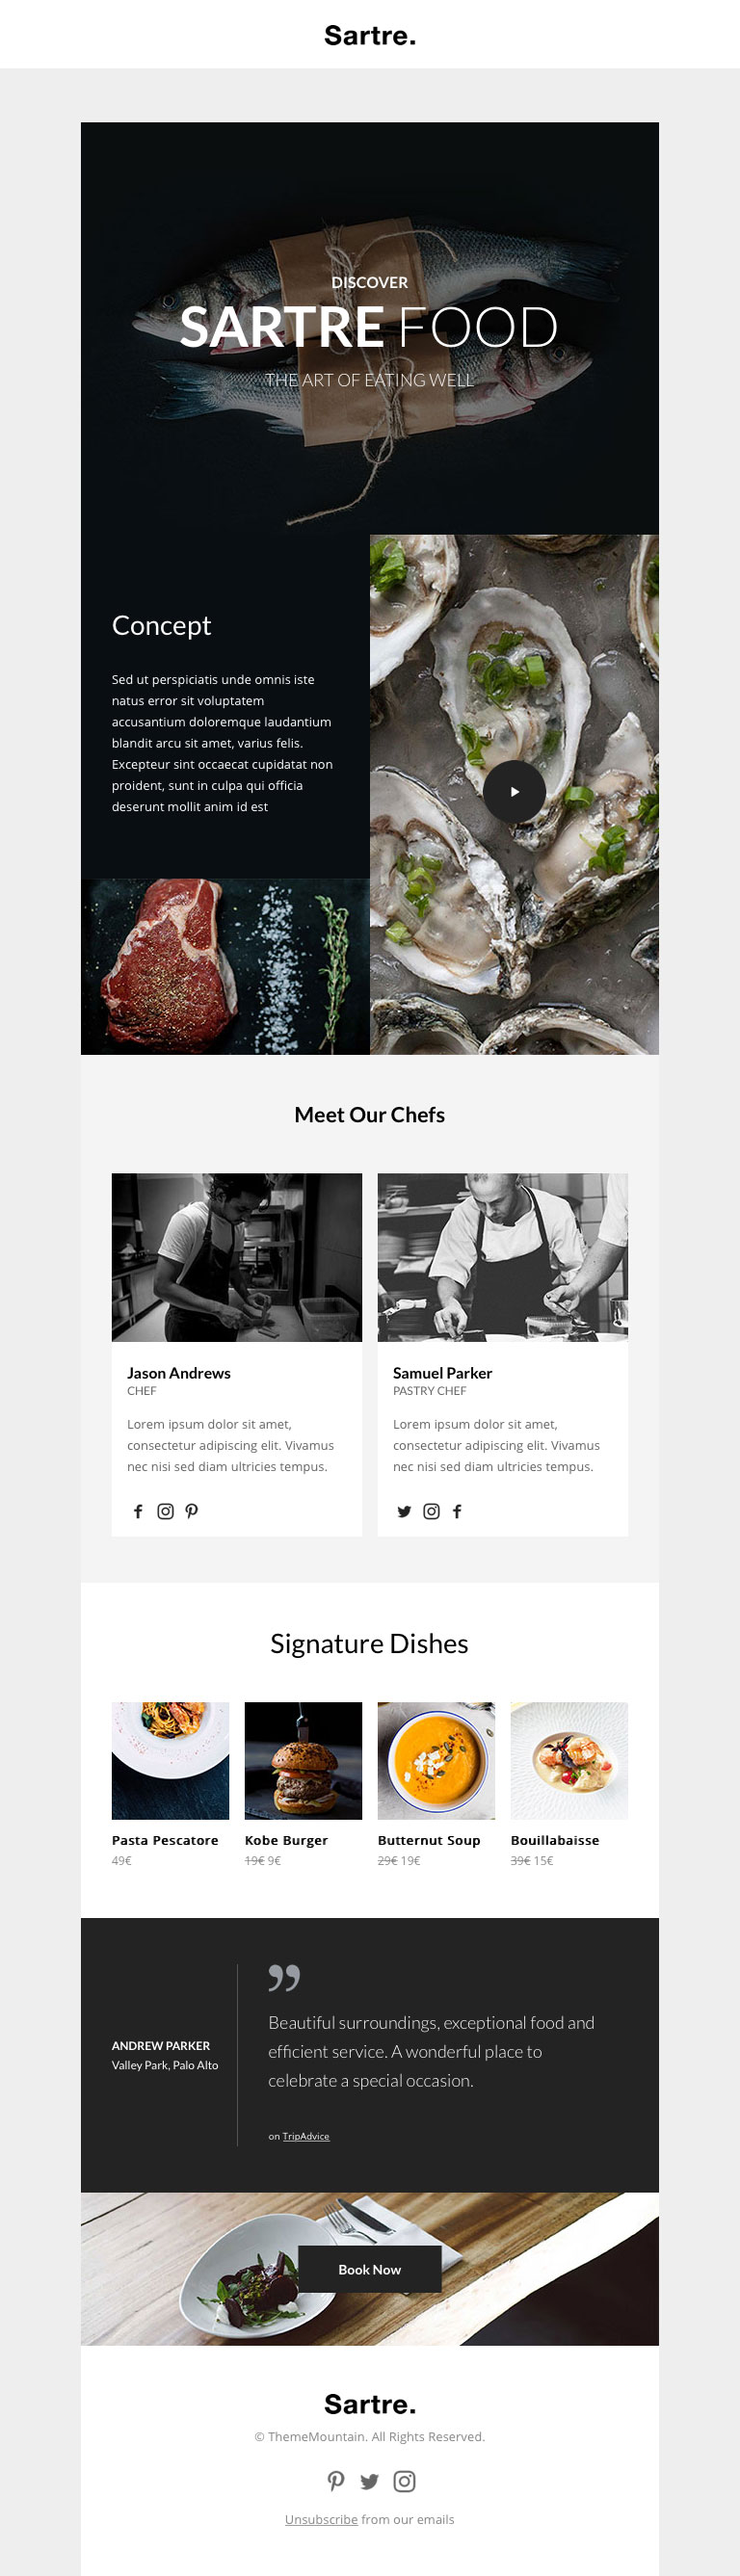 Sartre.
DISCOVER
SARTRE FOOD
THE ART OF EATING WELL
Concept
Sed ut perspiciatis unde omnis iste
natus error sit voluptatem
accusantium doloremque laudantium
blandit arcu sit amet, varius felis.
Excepteur sint occaecat cupidatat non
proident, sunt in culpa qui officia
deserunt mollit anim id est
Meet Our Chefs
Jason Andrews
CHEF
Lorem ipsum dolor sit amet,
consectetur adipiscing elit. Vivamus
nec nisi sed diam ultricies tempus.
Samuel Parker
PASTRY CHEF
Lorem ipsum dolor sit amet,
consectetur adipiscing elit. Vivamus
nec nisi sed diam ultricies tempus.
Signature Dishes
Pasta Pescatore
49€
Kobe Burger
19€ 9€
Butternut Soup
29€ 19€
Bouillabaisse
39€ 15€
ANDREW PARKER
Valley Park, Palo Alto
”
Beautiful surroundings, exceptional food and
efficient service. A wonderful place to
celebrate a special occasion.
on TripAdvice
Book Now
Sartre.
© ThemeMountain. All Rights Reserved.
Unsubscribe from our emails